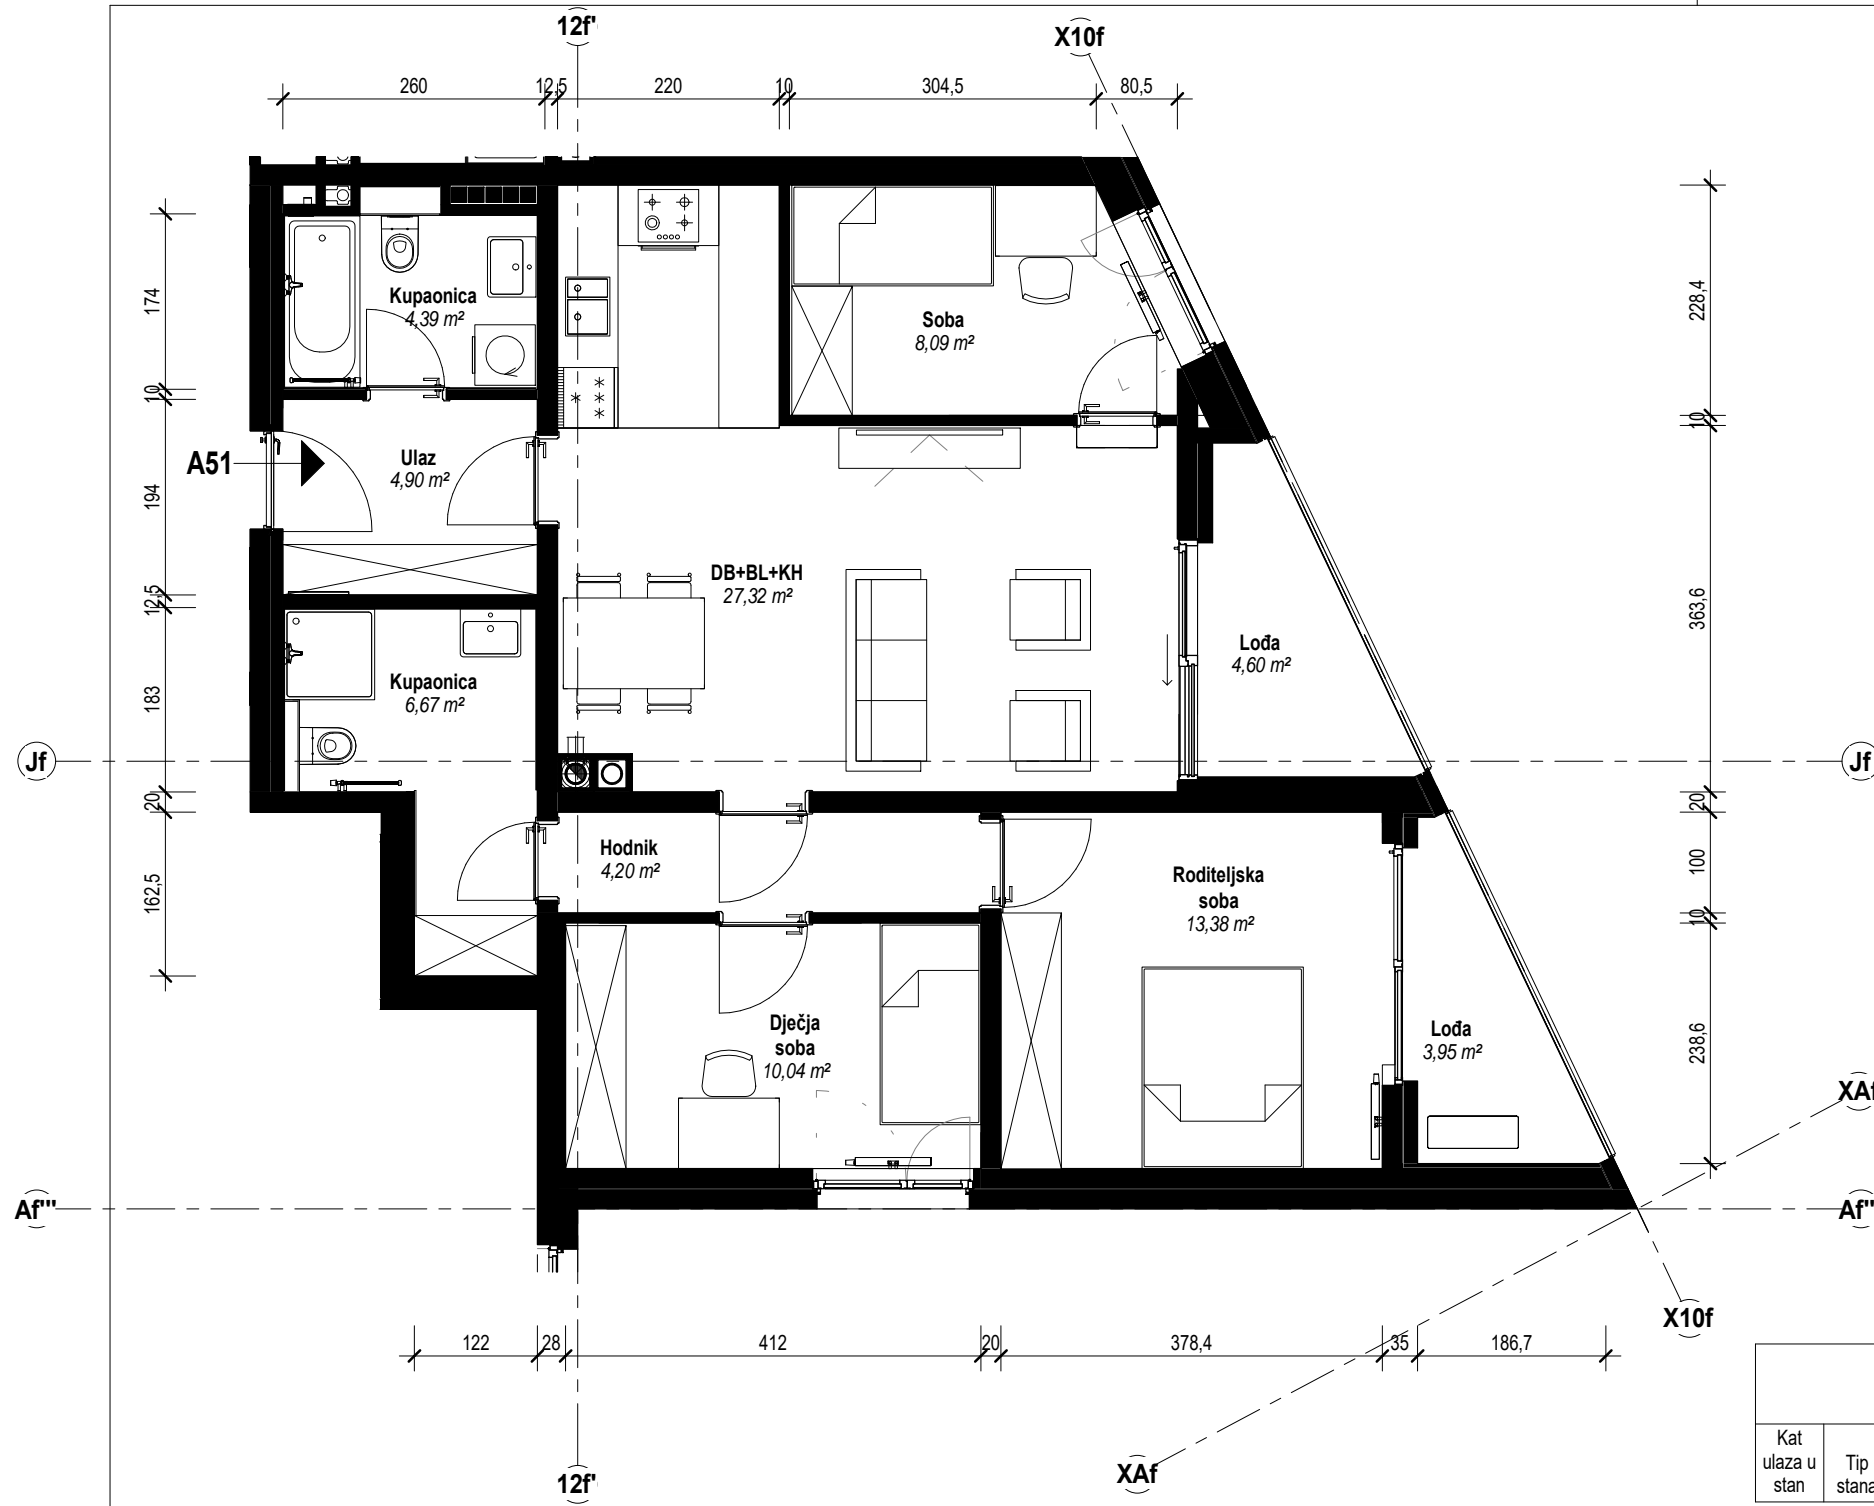 12f'
X10f
260
12,5
220
10
304,5
80,5
Kupaonica
4,39 m²
Soba
8,09 m²
174
10
194
12,5
183
20
162,5
228,4
10
363,6
20
100
10
238,6
A51
Ulaz
4,90 m²
DB+BL+KH
27,32 m²
Lođa
4,60 m²
Kupaonica
6,67 m²
Jf
Jf
Hodnik
4,20 m²
Roditeljska
soba
13,38 m²
Dječja
soba
10,04 m²
Lođa
3,95 m²
XAf
Af'''
Af''
X10f
122
28
412
20
378,4
35
186,7
12f'
XAf
Kat
ulaza u
stan
Tip
stana